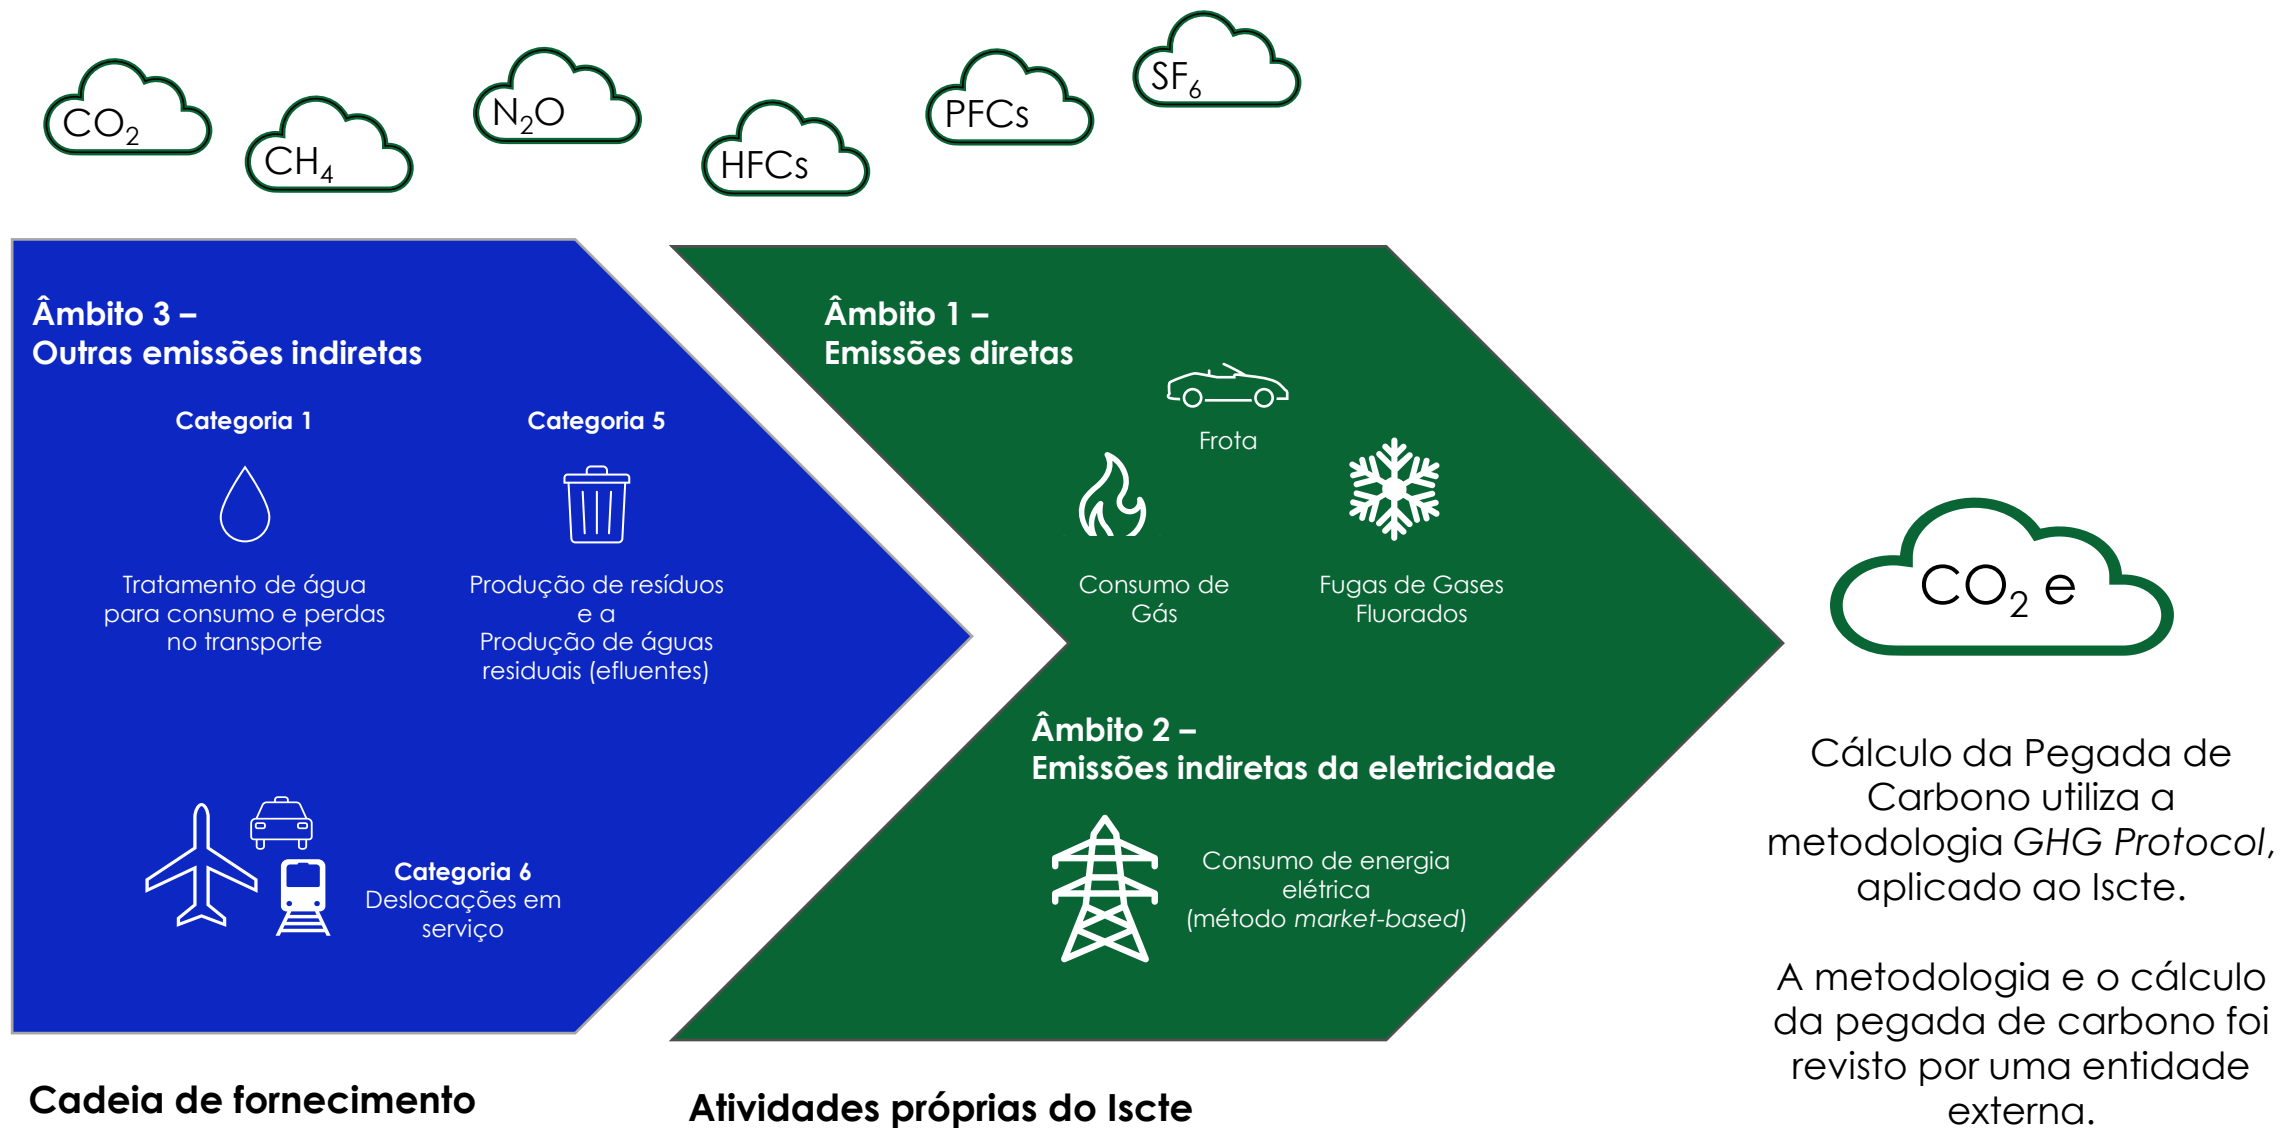 CO₂
CH₄
N₂O
HFCs
PFCs
SF₆
Âmbito 3 –
Outras emissões indiretas
Categoria 1
Tratamento de água
para consumo e perdas
no transporte
Categoria 5
Produção de resíduos
e a
Produção de águas
residuais (efluentes)
Categoria 6
Deslocações em
serviço
Cadeia de fornecimento
Âmbito 1 –
Emissões diretas
Frota
Consumo de
Gás
Fugas de Gases
Fluorados
Âmbito 2 –
Emissões indiretas da eletricidade
Consumo de energia
elétrica
(método market-based)
Atividades próprias do Iscte
CO₂ e
Cálculo da Pegada de
Carbono utiliza a
metodologia GHG Protocol,
aplicado ao Iscte.
A metodologia e o cálculo
da pegada de carbono foi
revisto por uma entidade
externa.